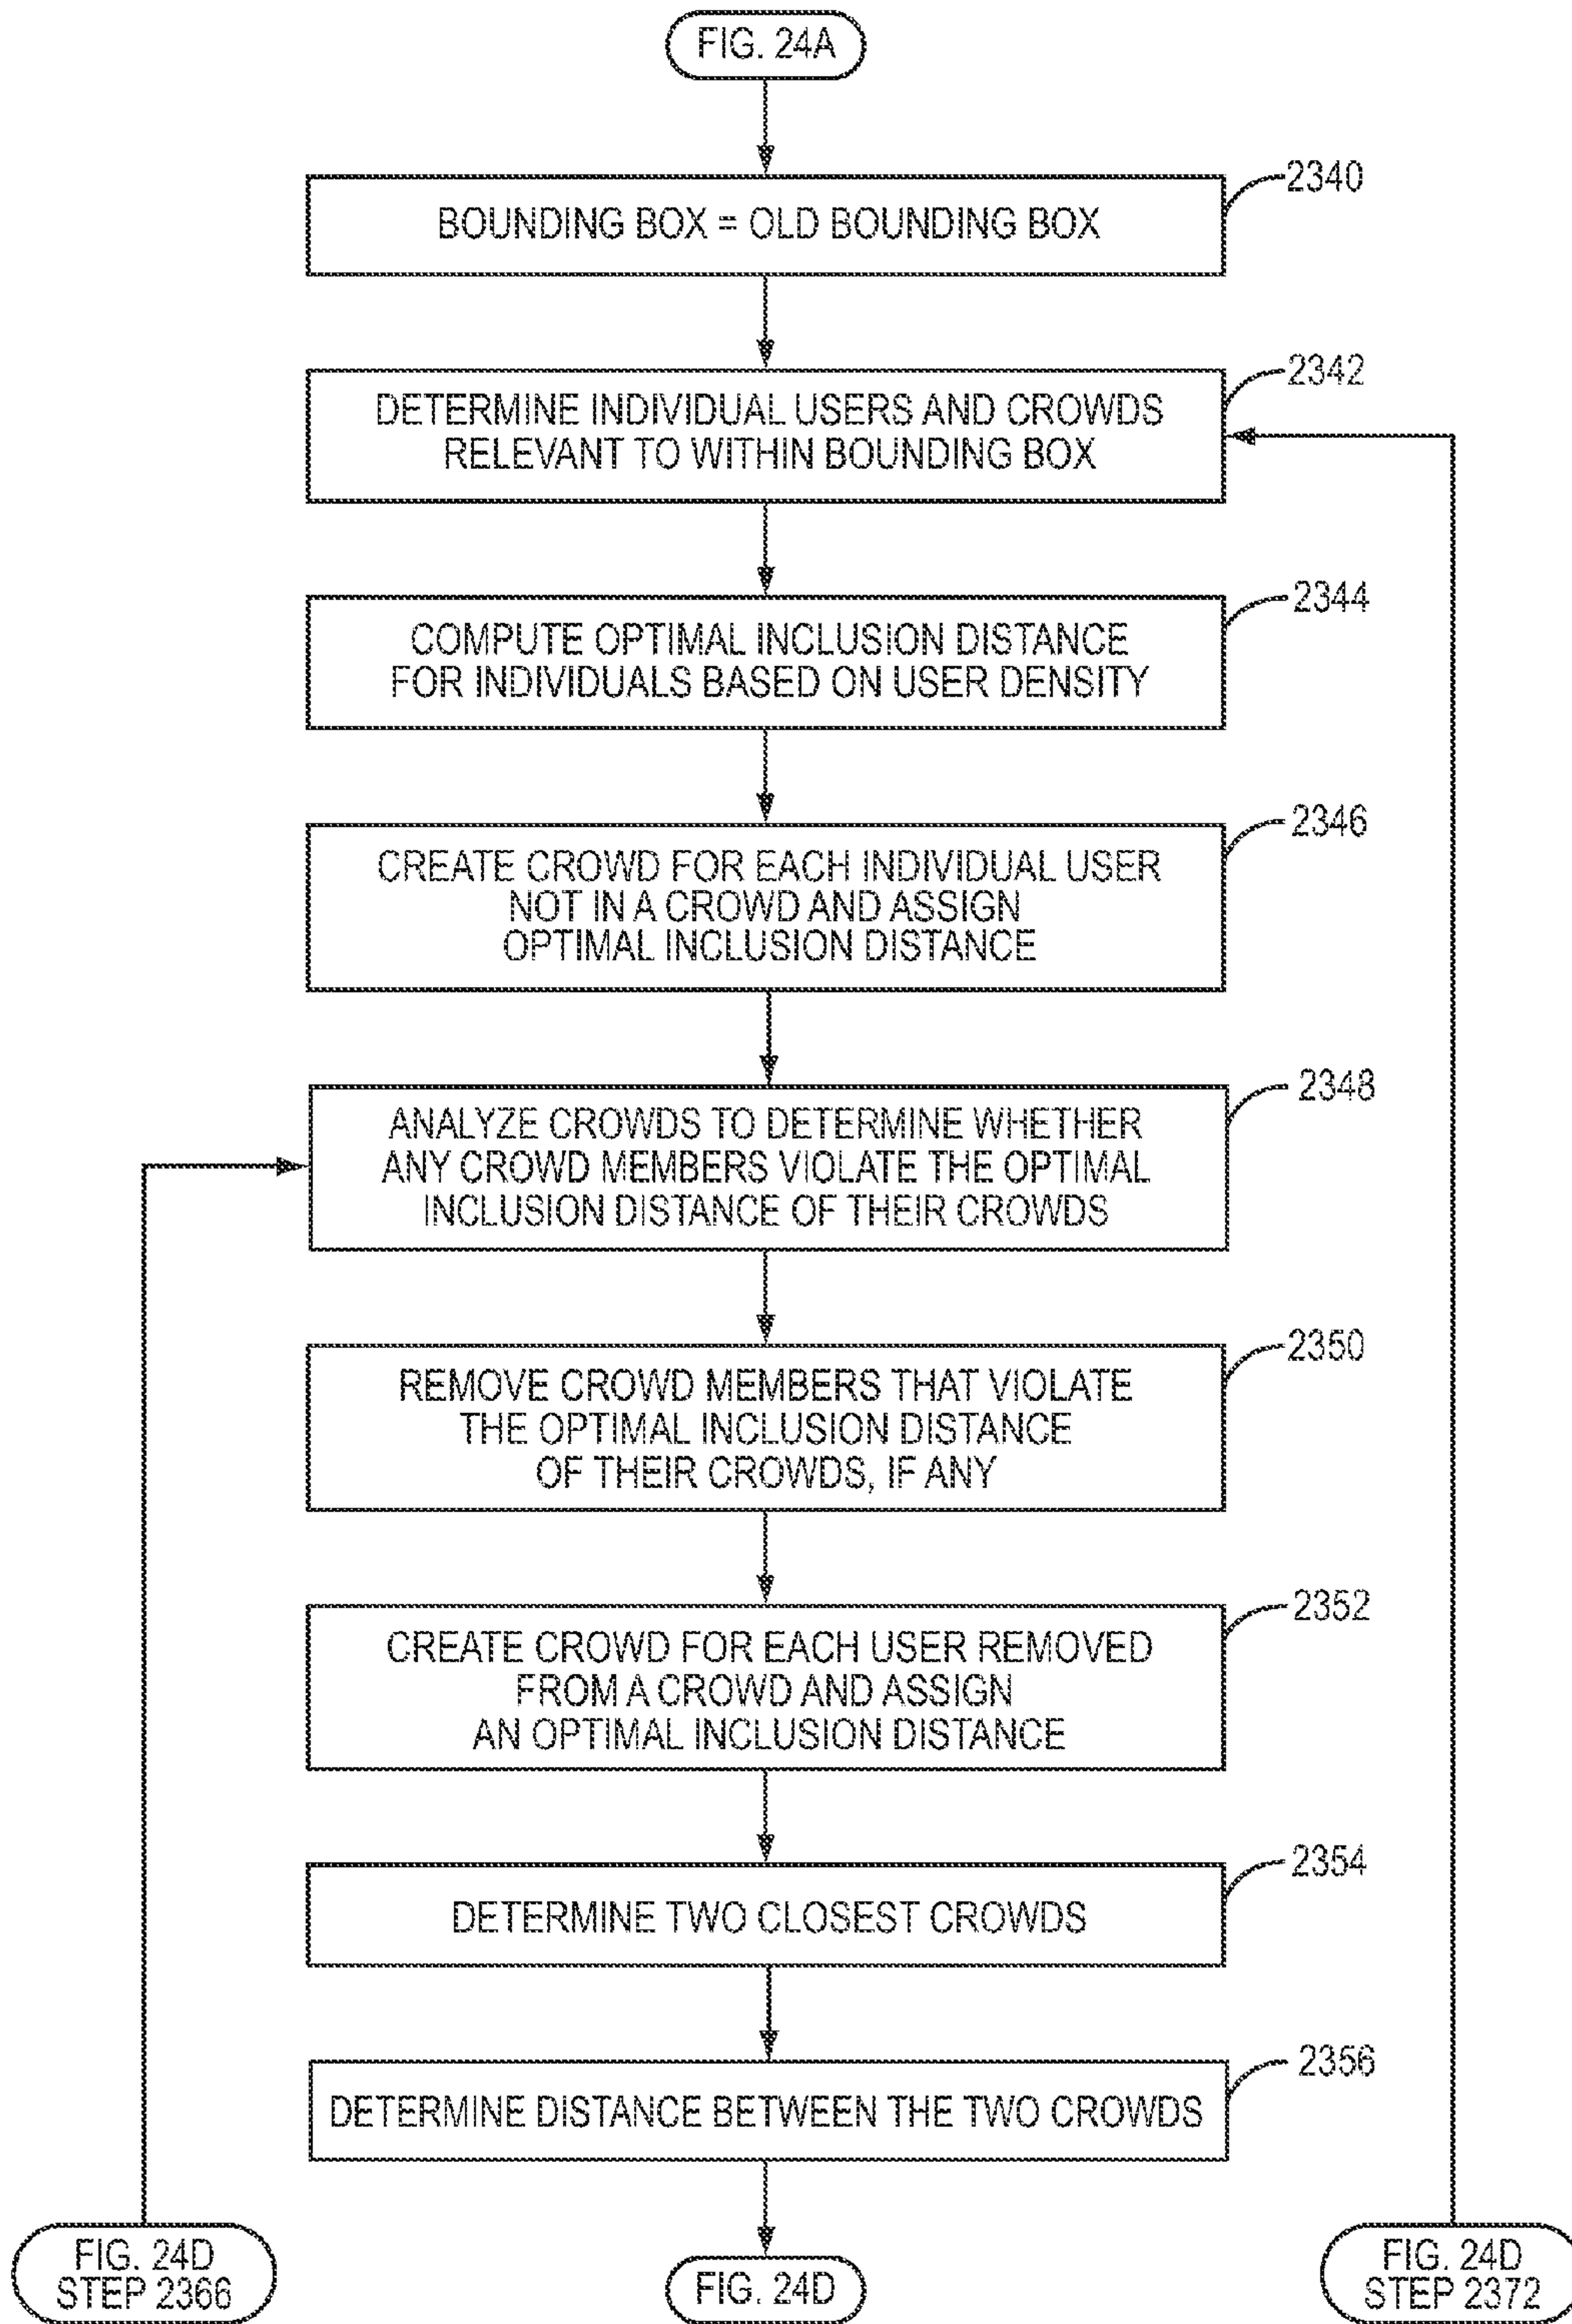 FIG. 24A
2340
BOUNDING BOX = OLD BOUNDING BOX
2342
DETERMINE INDIVIDUAL USERS AND CROWDS
RELEVANT TO WITHIN BOUNDING BOX
2344
COMPUTE OPTIMAL INCLUSION DISTANCE
FOR INDIVIDUALS BASED ON USER DENSITY
2346
CREATE CROWD FOR EACH INDIVIDUAL USER
NOT IN A CROWD AND ASSIGN
OPTIMAL INCLUSION DISTANCE
2348
ANALYZE CROWDS TO DETERMINE WHETHER
ANY CROWD MEMBERS VIOLATE THE OPTIMAL
INCLUSION DISTANCE OF THEIR CROWDS
2350
REMOVE CROWD MEMBERS THAT VIOLATE
THE OPTIMAL INCLUSION DISTANCE
OF THEIR CROWDS, IF ANY
2352
CREATE CROWD FOR EACH USER REMOVED
FROM A CROWD AND ASSIGN
AN OPTIMAL INCLUSION DISTANCE
2354
DETERMINE TWO CLOSEST CROWDS
2356
DETERMINE DISTANCE BETWEEN THE TWO CROWDS
FIG. 24D
STEP 2366
FIG. 24D
FIG. 24D
STEP 2372